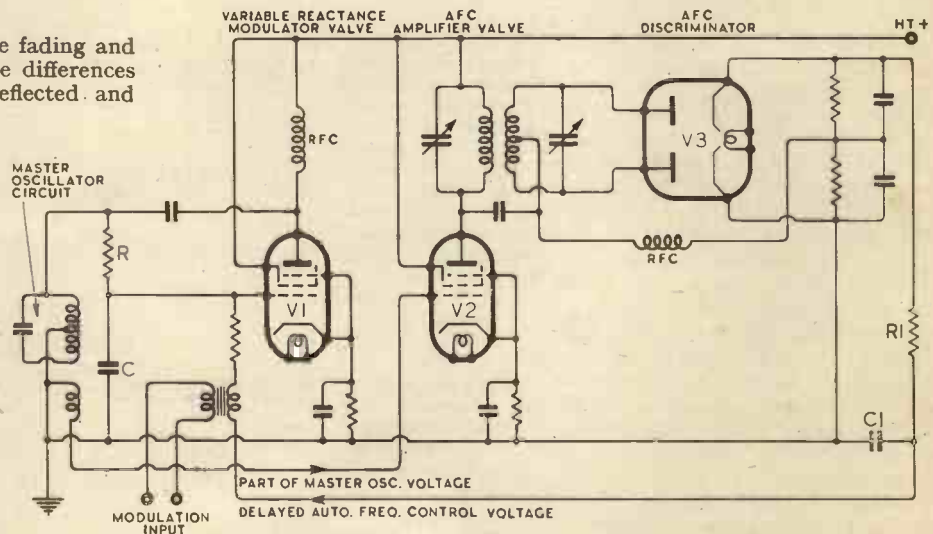 e fading and
e differences
eflected and
VARIABLE REACTANCE
MODULATOR VALVE
AFC
AMPLIFIER VALVE
AFC
DISCRIMINATOR
HT+
MASTER
OSCILLATOR
CIRCUIT
RFC
R
V1
V2
V3
RFC
C
R1
C1
PART OF MASTER OSC. VOLTAGE
DELAYED AUTO. FREQ. CONTROL VOLTAGE
MODULATION
INPUT